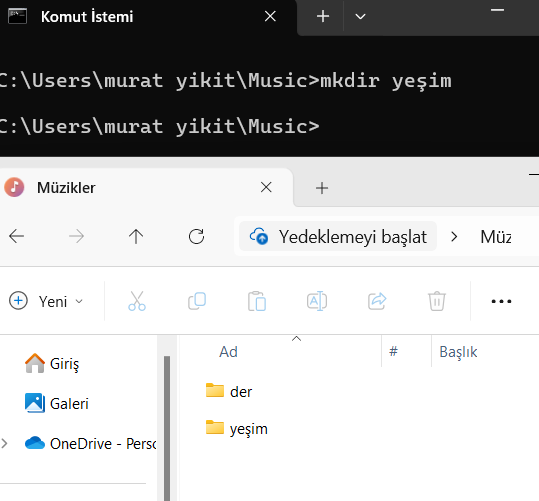 Komut İstemi
C:\Users\murat yikit\Music>mkdir yeşim
C:\Users\murat yikit\Music>
Müzikler
Yedeklemeyi başlat > Müz
Yeni
Ad # Başlık
Giriş
der
Galeri
yeşim
OneDrive - Perso